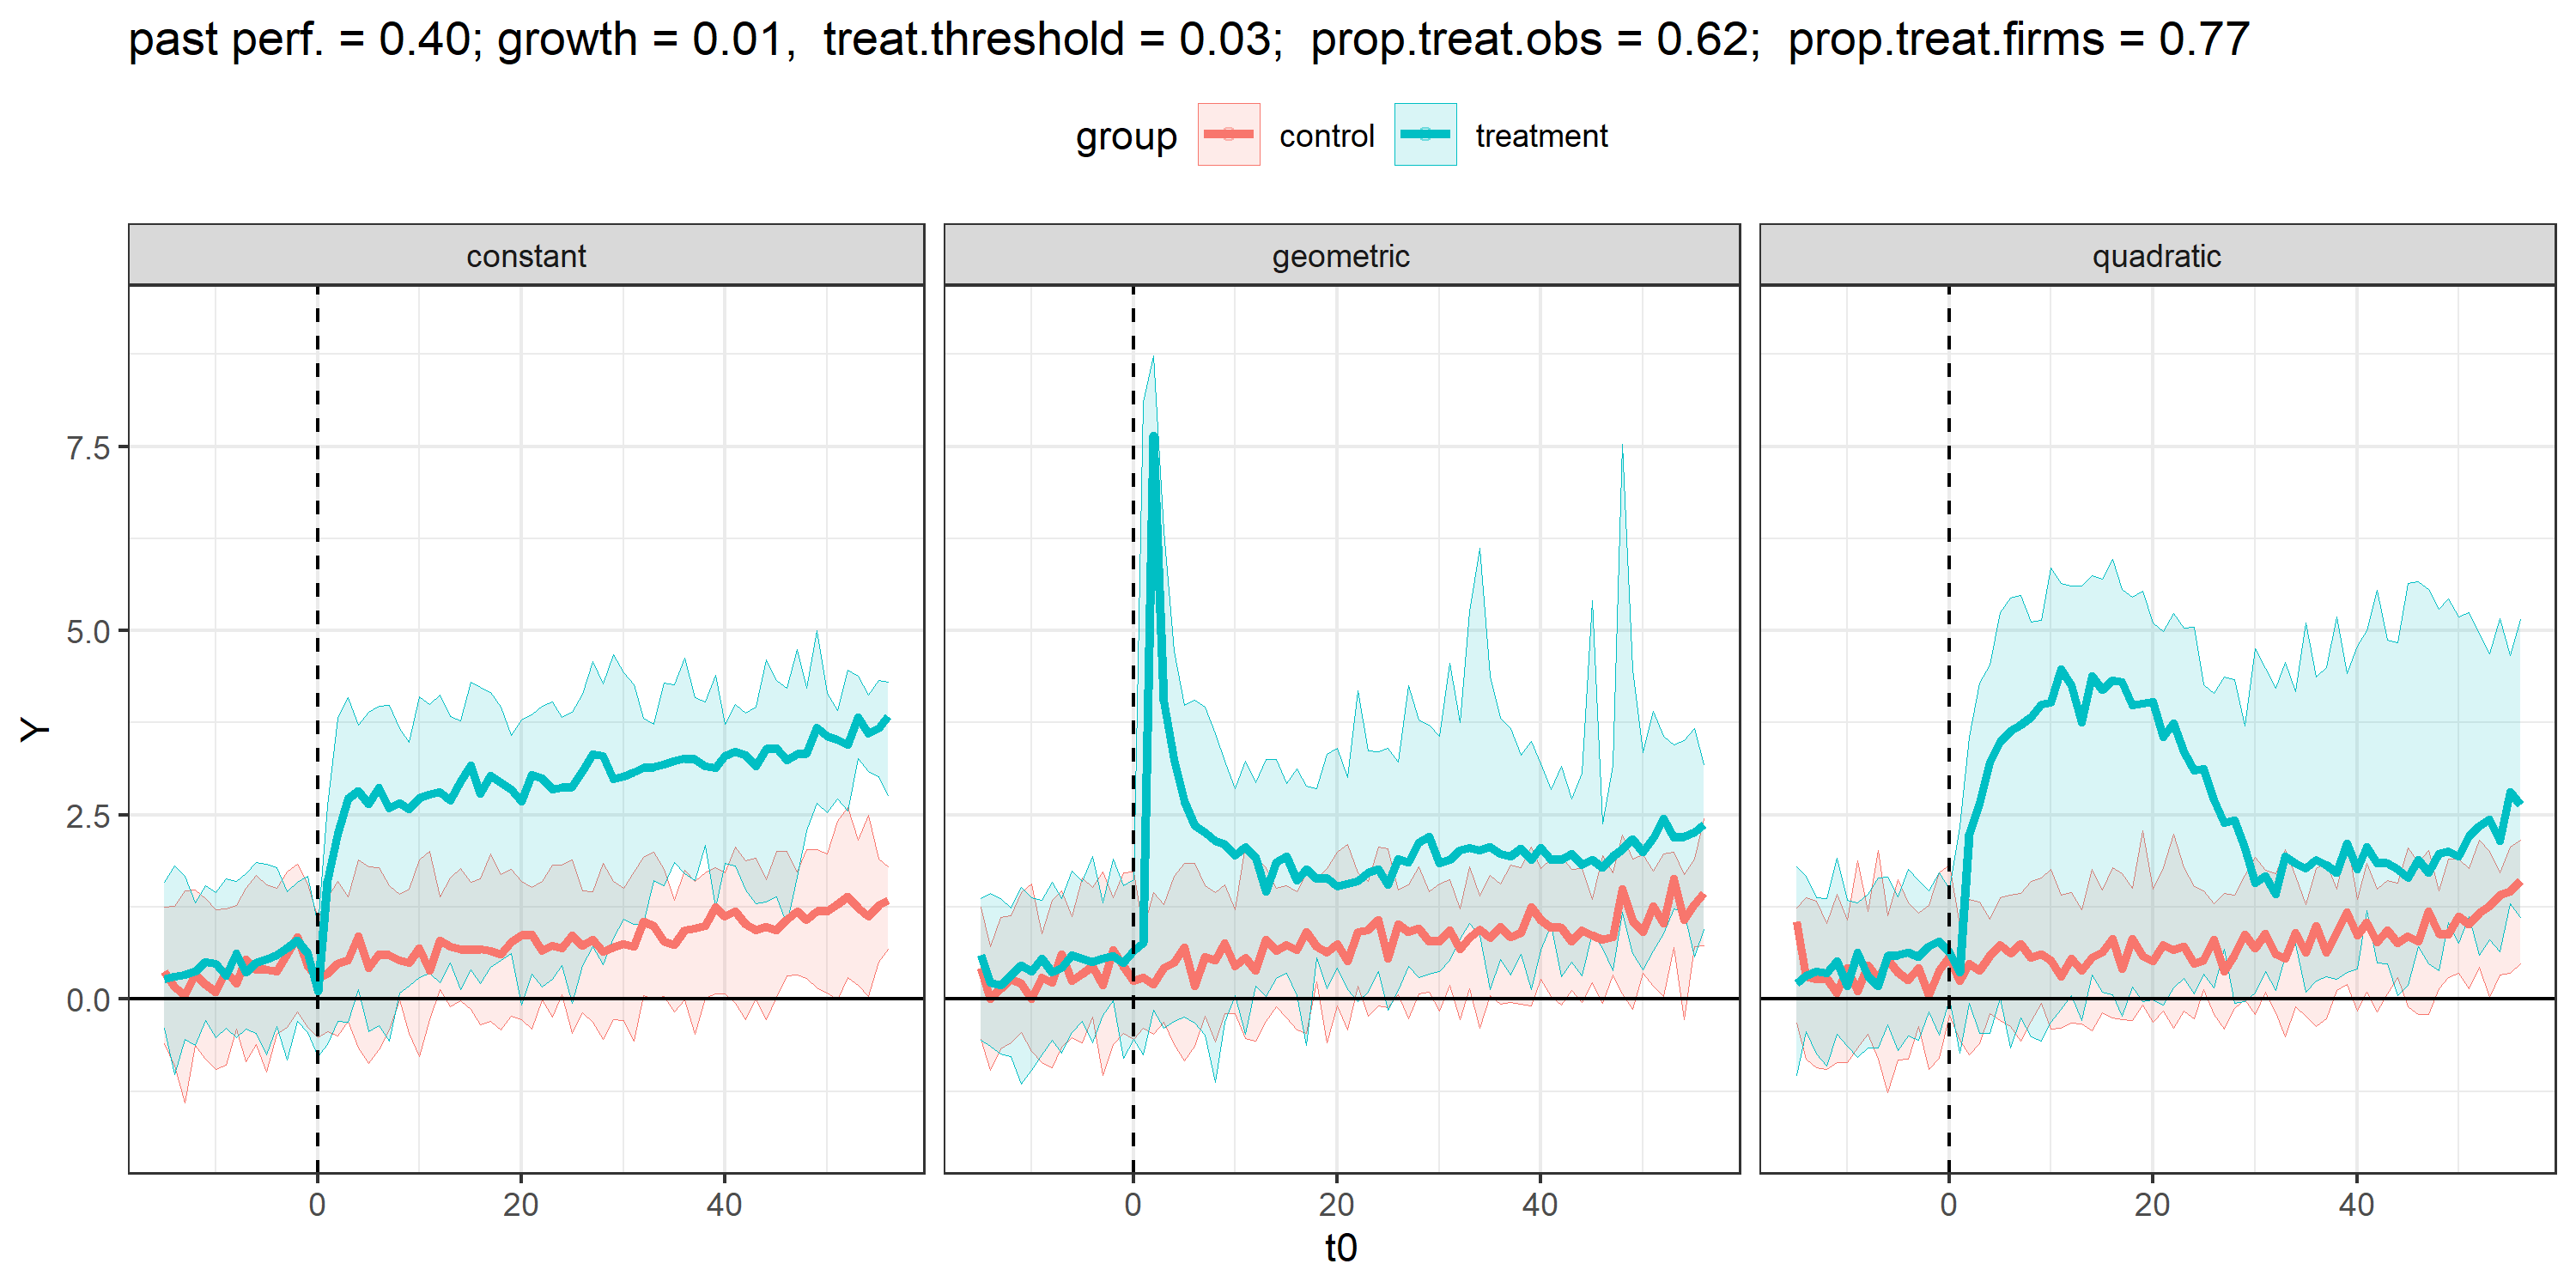 past perf. = 0.40; growth = 0.01,  treat.threshold = 0.03;  prop.treat.obs = 0.62;  prop.treat.firms = 0.77
group control treatment
constant geometric quadratic
Y
7.5
5.0
2.5
0.0
0 20 40 0 20 40 0 20 40
t0